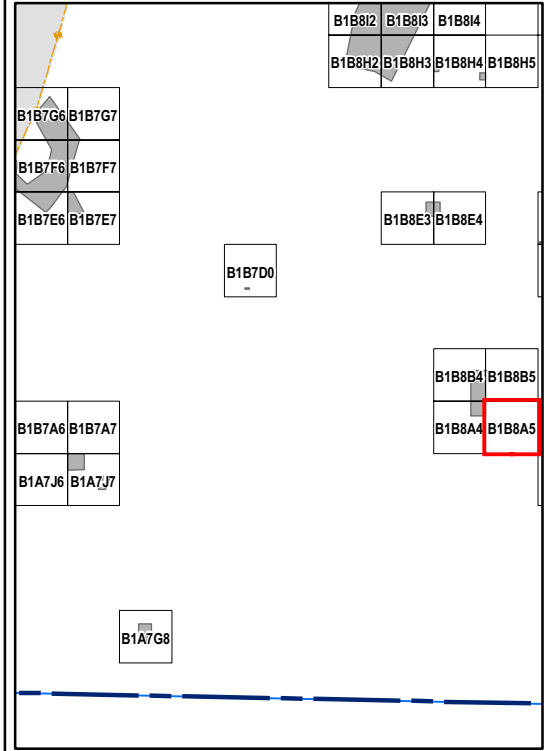 B1B8I2 B1B8I3 B1B8I4
B1B8H2 B1B8H3 B1B8H4 B1B8H5
B1B7G6 B1B7G7
B1B7F6 B1B7F7
B1B7E6 B1B7E7 B1B8E3 B1B8E4
B1B7D0
B1B8B4 B1B8B5
B1B7A6 B1B7A7 B1B8A4 B1B8A5
B1A7J6 B1A7J7
B1A7G8